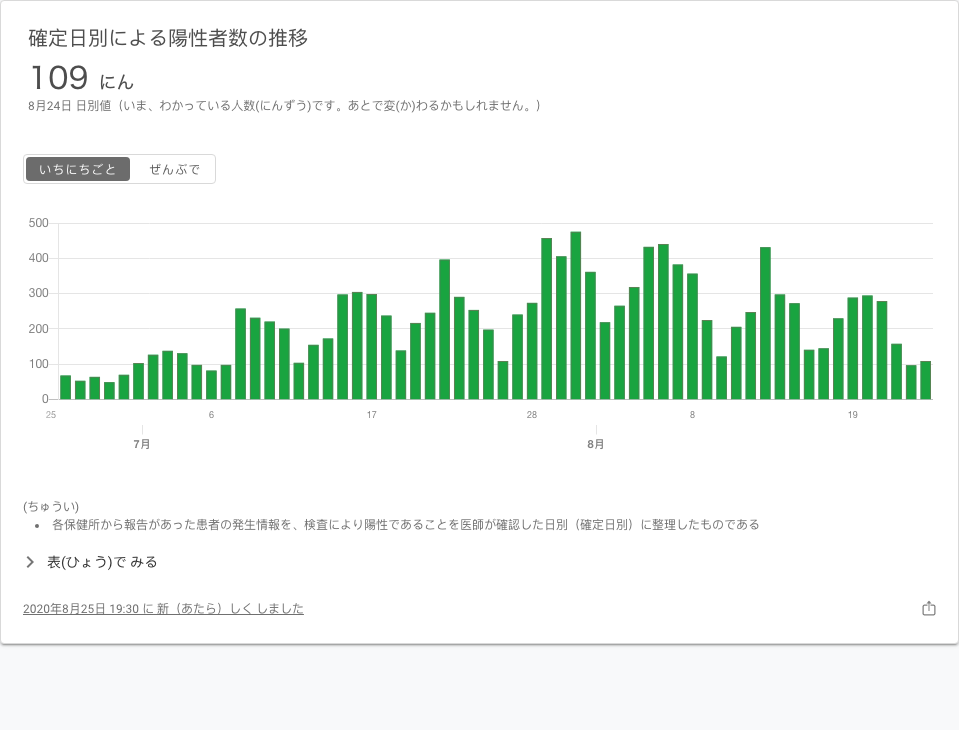 確定日別による陽性者数の推移
109 にん
8月24日 日別値（いま、わかっている人数(にんずう)です。あとで変(か)わるかもしれません。）
いちにちごと ぜんぶで
500
400
300
200
100
0
25 6 17 28 8 19
7月 8月
(ちゅうい)
• 各保健所から報告があった患者の発生情報を、検査により陽性であることを医師が確認した日別（確定日別）に整理したものである
表(ひょう)で みる
2020年8月25日 19:30 に 新（あたら）しく しました